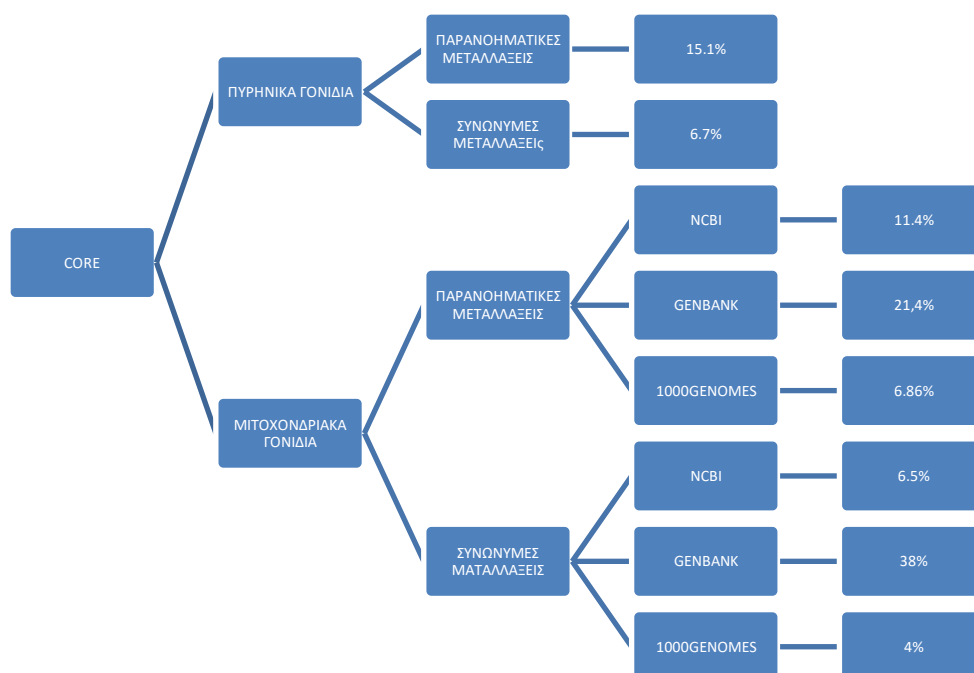 ΠΑΡΑΝΟΗΜΑΤΙΚΕΣ
ΜΕΤΑΛΛΑΞΕΙΣ
15.1%
ΠΥΡΗΝΙΚΑ ΓΟΝΙΔΙΑ
ΣΥΝΩΝΥΜΕΣ
ΜΕΤΑΛΛΑΞΕΙς
6.7%
CORE
NCBI
11.4%
ΠΑΡΑΝΟΗΜΑΤΙΚΕΣ
ΜΕΤΑΛΛΑΞΕΙΣ
GENBANK
21,4%
1000GENOMES
6.86%
ΜΙΤΟΧΟΝΔΡΙΑΚΑ
ΓΟΝΙΔΙΑ
NCBI
6.5%
ΣΥΝΩΝΥΜΕΣ
ΜΑΤΑΛΛΑΞΕΙΣ
GENBANK
38%
1000GENOMES
4%